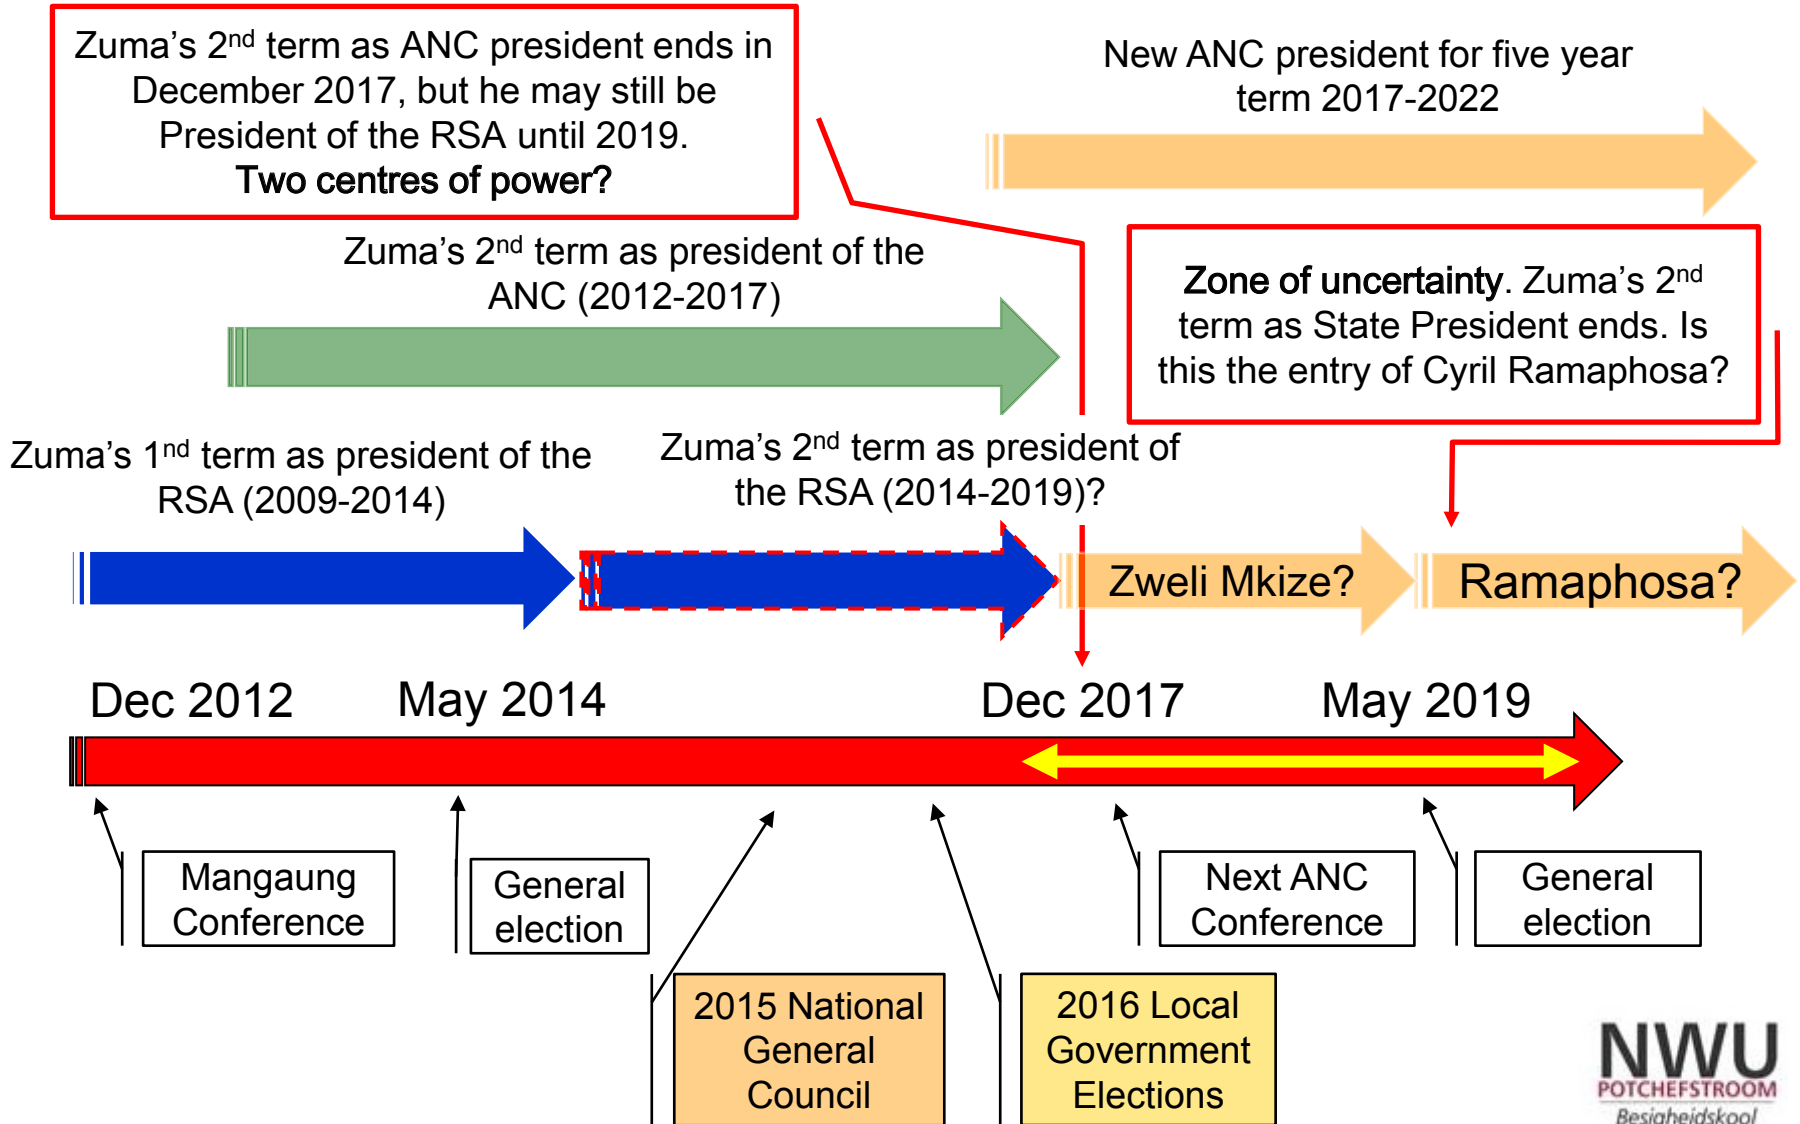 Zuma’s 2nd term as ANC president ends in
December 2017, but he may still be
President of the RSA until 2019.
Two centres of power?
New ANC president for five year
term 2017-2022
Zuma’s 2nd term as president of the
ANC (2012-2017)
Zone of uncertainty. Zuma’s 2nd
term as State President ends. Is
this the entry of Cyril Ramaphosa?
Zuma’s 1nd term as president of the
RSA (2009-2014)
Zuma’s 2nd term as president of
the RSA (2014-2019)?
Zweli Mkize?
Ramaphosa?
Dec 2012
May 2014
Dec 2017
May 2019
Mangaung
Conference
General
election
Next ANC
Conference
General
election
2015 National
General
Council
2016 Local
Government
Elections
NWU
POTCHEFSTROOM
Besigheidskool